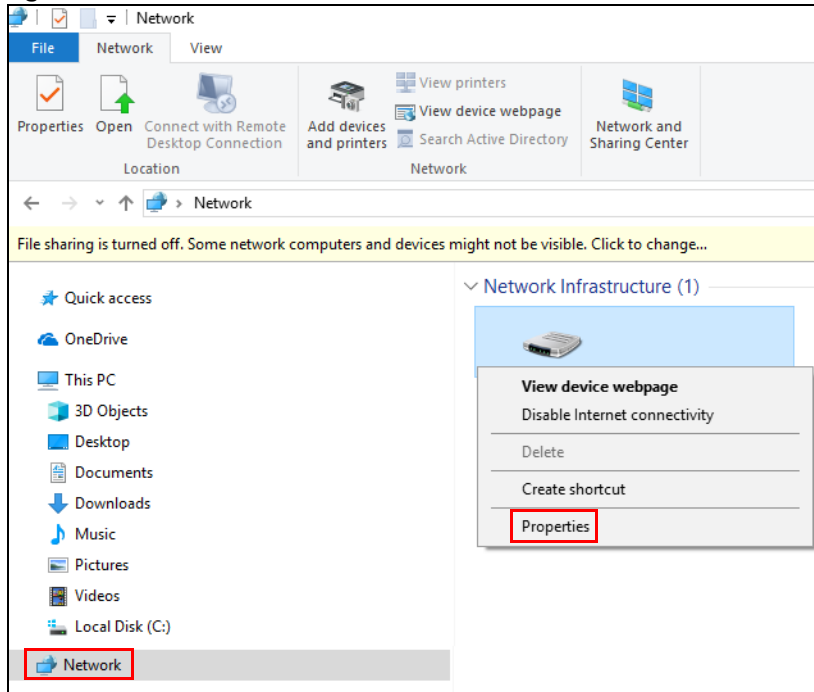 Network
File Network View
Properties Open Connect with Remote Desktop Connection
Add devices and printers
View printers
View device webpage
Search Active Directory
Network and Sharing Center
Location Network
Network
File sharing is turned off. Some network computers and devices might not be visible. Click to change...
Quick access
OneDrive
This PC
3D Objects
Desktop
Documents
Downloads
Music
Pictures
Videos
Local Disk (C:)
Network
Network Infrastructure (1)
View device webpage
Disable Internet connectivity
Delete
Create shortcut
Properties